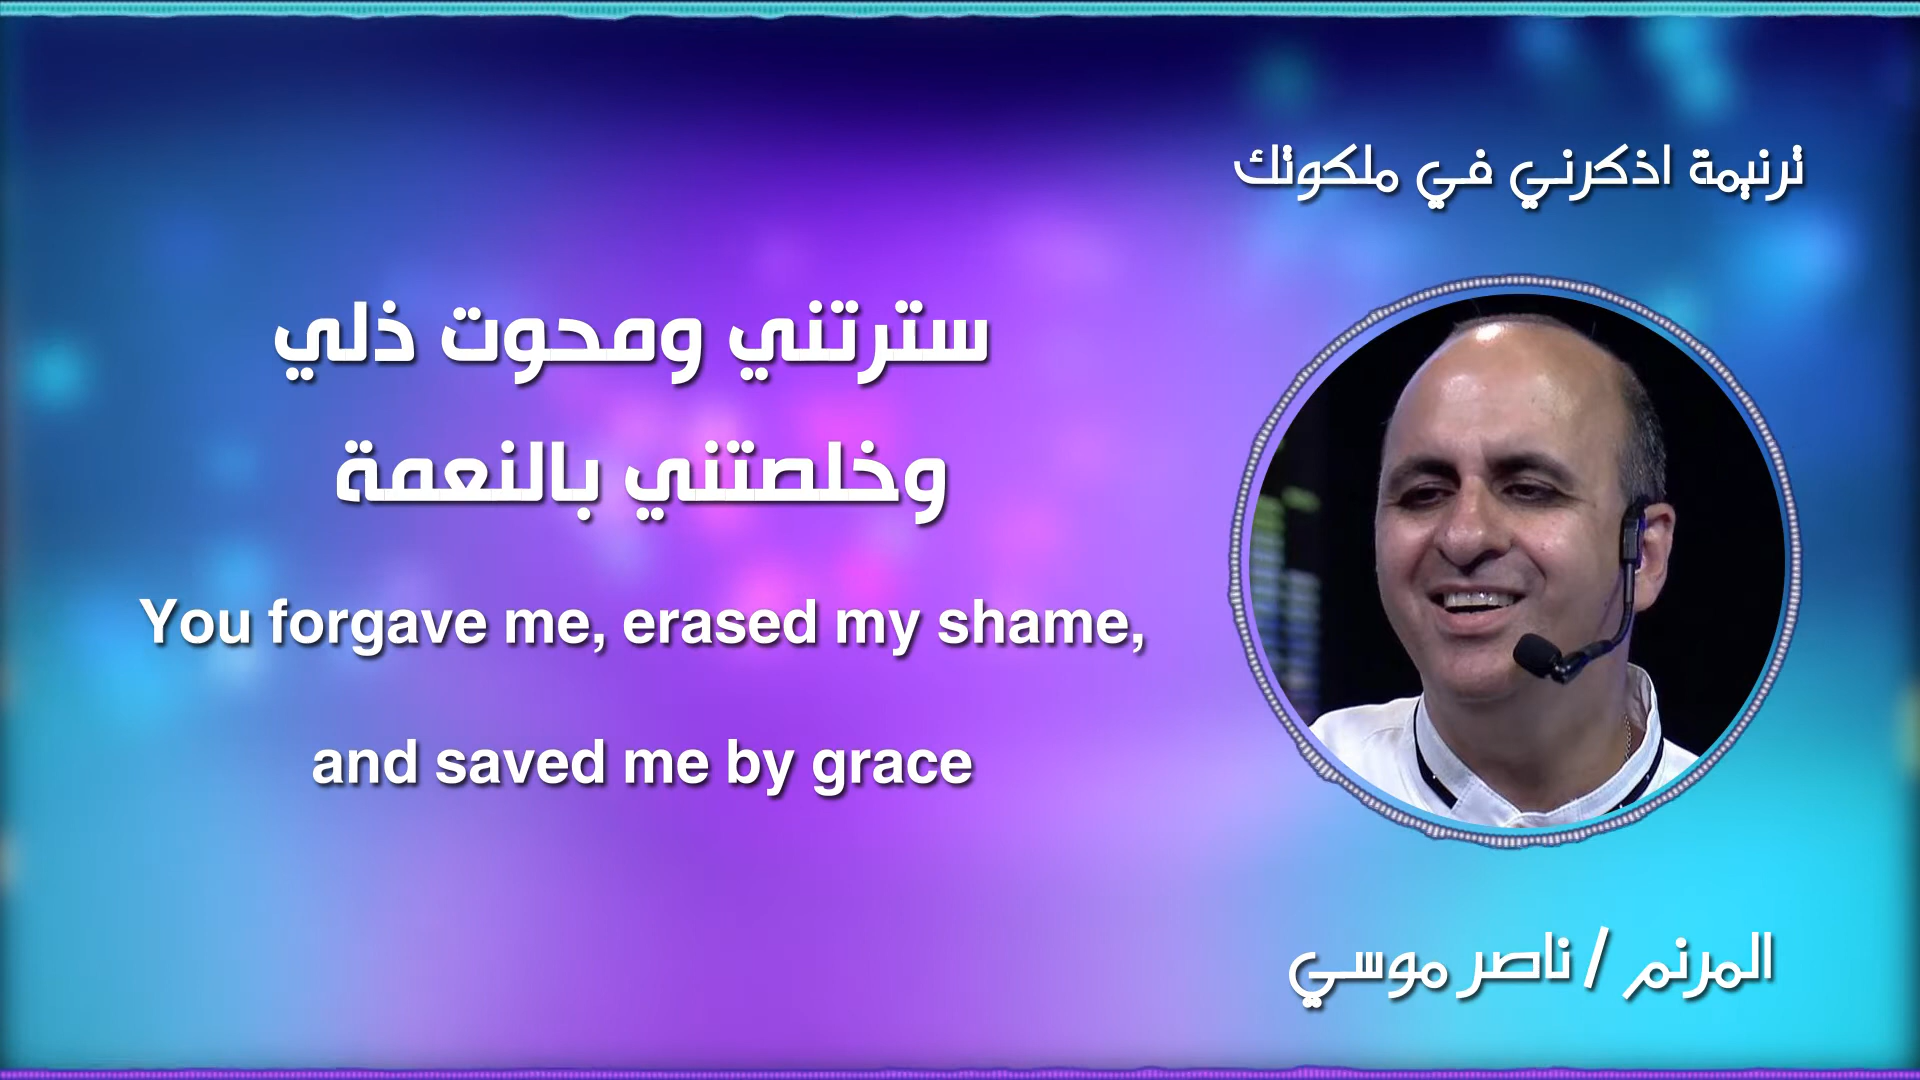 ترنيمة اذكرني في ملكوتك
سترتني ومحوت ذلي
وخلصتني بالنعمة
You forgave me, erased my shame,
and saved me by grace
المرنم / ناصر موسي